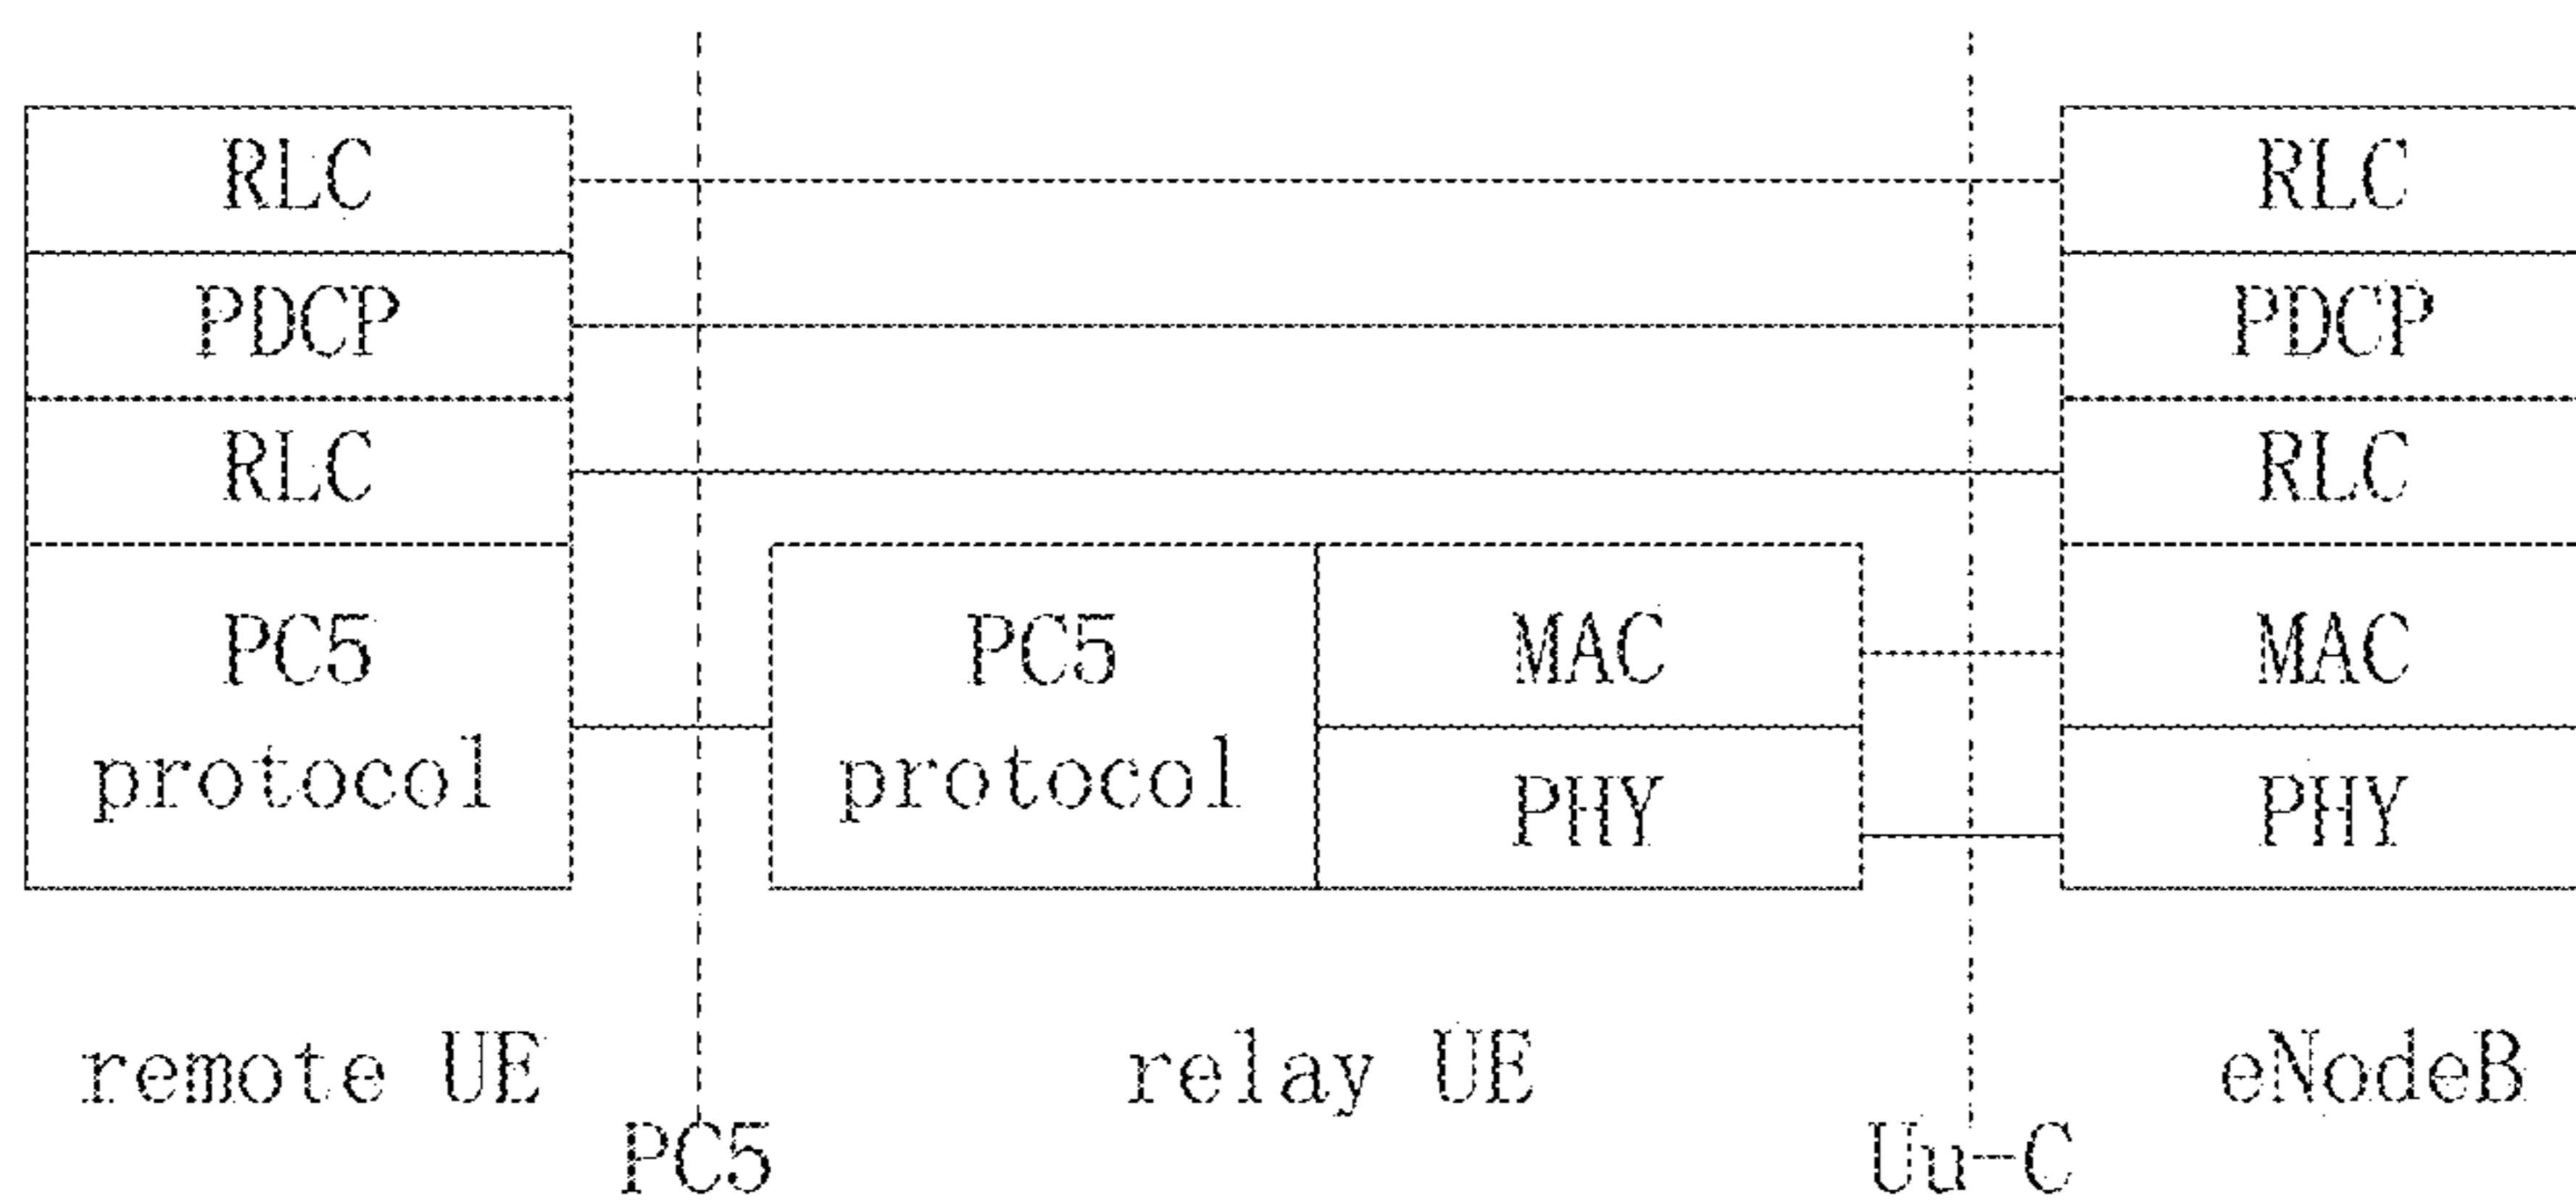 RLC
RLC
PDCP
PDCP
RLC
RLC
PC5
protocol
PC5
protocol
MAC
MAC
PHY
PHY
remote UE
relay UE
eNodeB
PC5
Uu-C